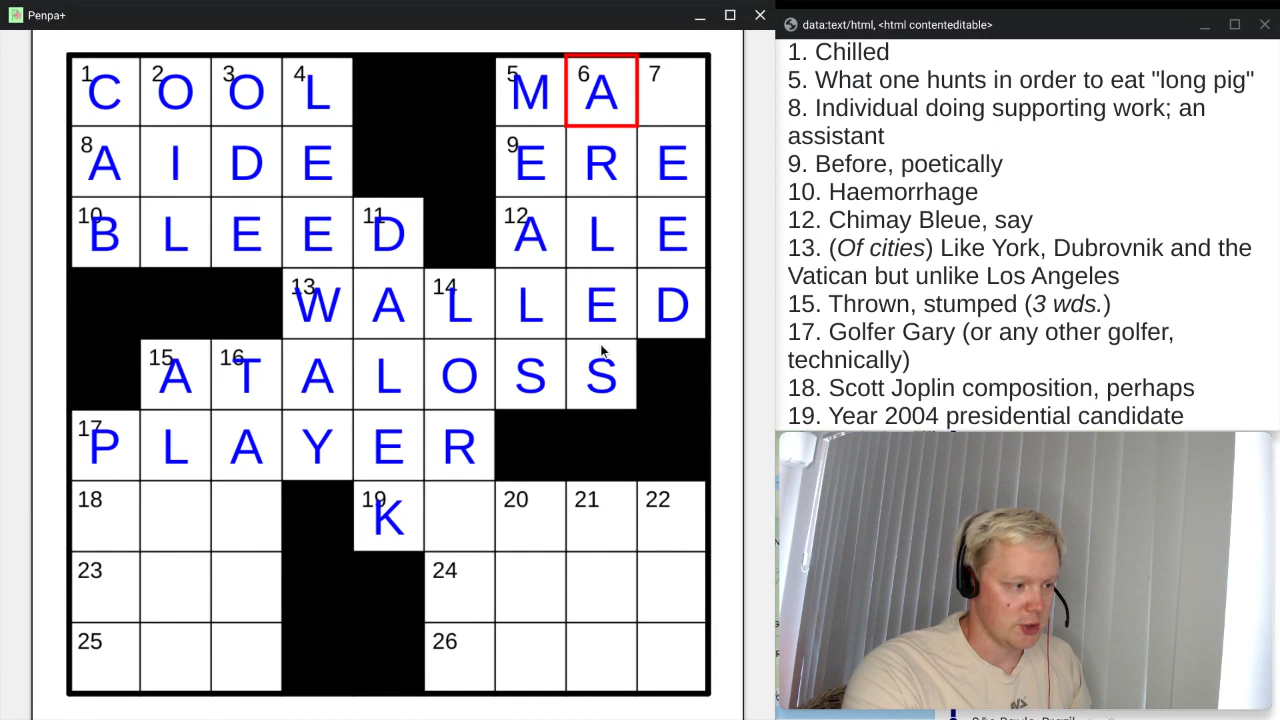 Penpa+
data:text/html, <html contenteditable>
1 C 2 O 3 O 4 L 5 M 6 A 7
8 A I D E 9 E R E
10 B L E E 11 D 12 A L E
13 W A 14 L L E D
15 A 16 T A L O S S
17 P L A Y E R
18 19 K 20 21 22
23 24
25 26
1. Chilled
5. What one hunts in order to eat "long pig"
8. Individual doing supporting work; an
assistant
9. Before, poetically
10. Haemorrhage
12. Chimay Bleue, say
13. (Of cities) Like York, Dubrovnik and the
Vatican but unlike Los Angeles
15. Thrown, stumped (3 wds.)
17. Golfer Gary (or any other golfer,
technically)
18. Scott Joplin composition, perhaps
19. Year 2004 presidential candidate